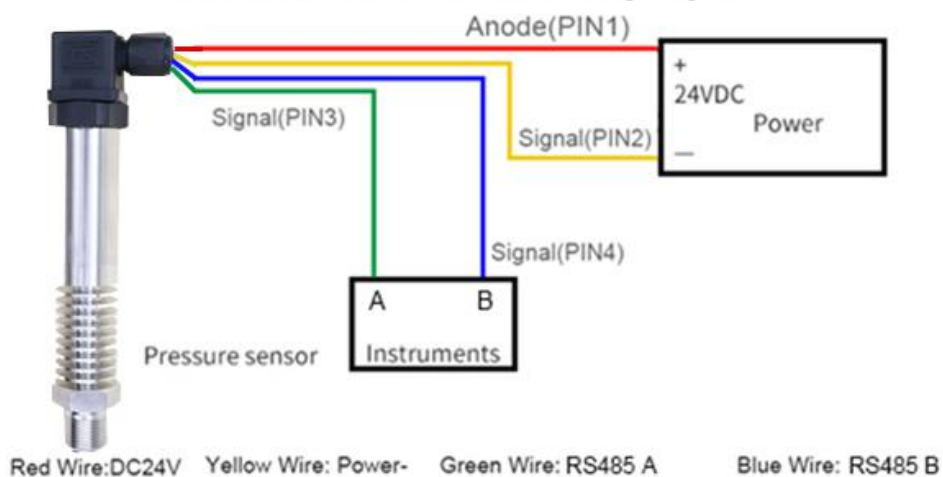 Anode(PIN1)
+
24VDC
Power
Signal(PIN3)
Signal(PIN2)
—
Signal(PIN4)
A B
Pressure sensor
Instruments
Red Wire:DC24V Yellow Wire: Power- Green Wire: RS485 A Blue Wire: RS485 B